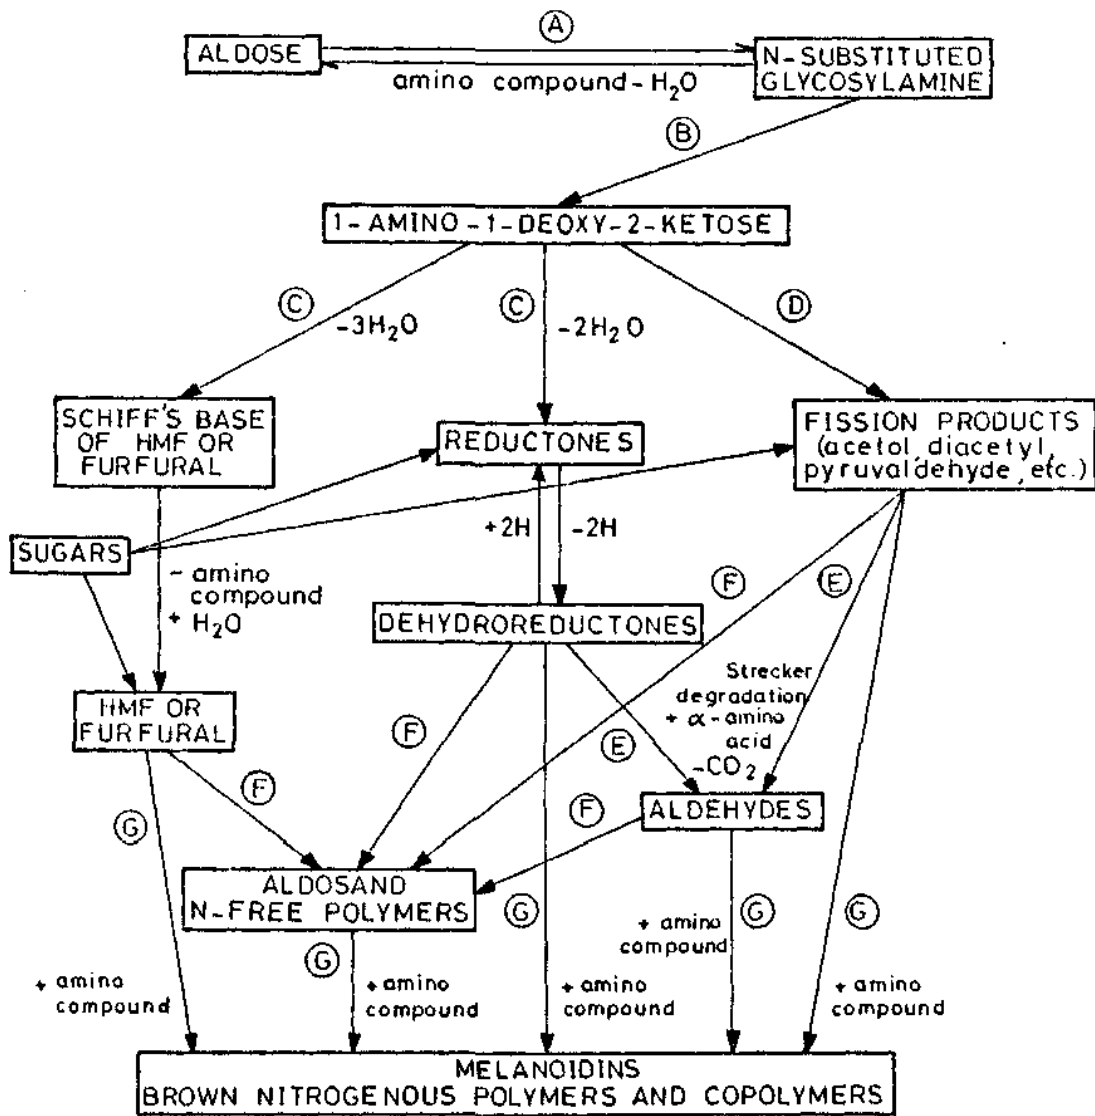 A
ALDOSE
amino compound-H2O
N-SUBSTITUTED
GLYCOSYLAMINE
B
1-AMINO-1-DEOXY-2-KETOSE
C
-3H2O
C
-2H2O
D
SCHIFF'S BASE
OF HMF OR
FURFURAL
REDUCTONES
FISSION PRODUCTS
(acetol, diacetyl,
pyruvaldehyde, etc.)
SUGARS
+2H
-2H
- amino
compound
+ H2O
F
E
DEHYDROREDUCTONES
HMF OR
FURFURAL
F
E
Strecker
degradation
+ α-amino
acid
-CO2
G
F
F
ALDEHYDES
ALDOSAND
N-FREE POLYMERS
G
G
+ amino
compound
G
G
+ amino
compound
+ amino
compound
+ amino
compound
+ amino
compound
MELANOIDINS
BROWN NITROGENOUS POLYMERS AND COPOLYMERS